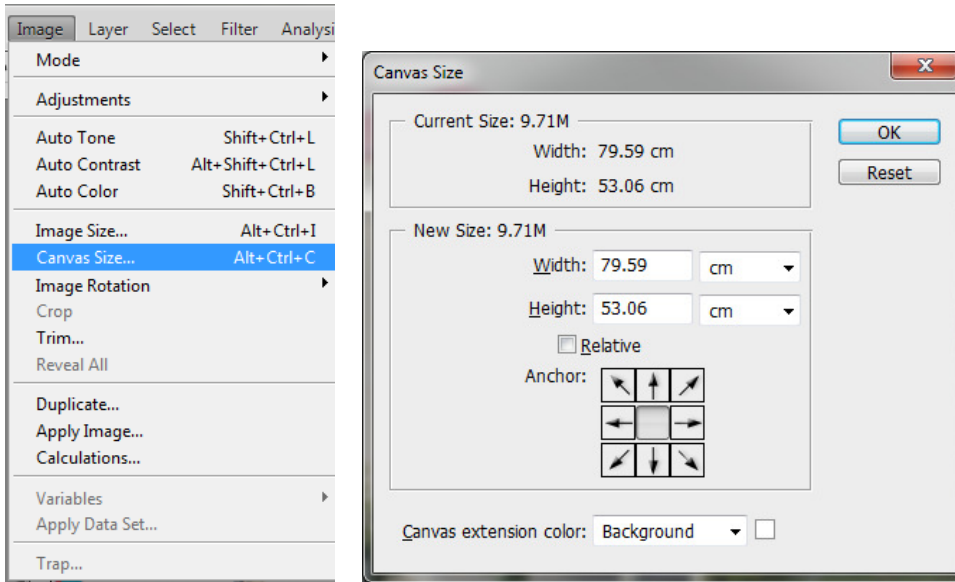 Image Layer Select Filter Analysi
Mode
Adjustments
Auto Tone Shift+Ctrl+L
Auto Contrast Alt+Shift+Ctrl+L
Auto Color Shift+Ctrl+B
Image Size... Alt+Ctrl+I
Canvas Size... Alt+Ctrl+C
Image Rotation
Crop
Trim...
Reveal All
Duplicate...
Apply Image...
Calculations...
Variables
Apply Data Set...
Trap...
Canvas Size
Current Size: 9.71M
Width: 79.59 cm
Height: 53.06 cm
OK
Reset
New Size: 9.71M
Width: 79.59 cm
Height: 53.06 cm
Relative
Anchor:
Canvas extension color: Background